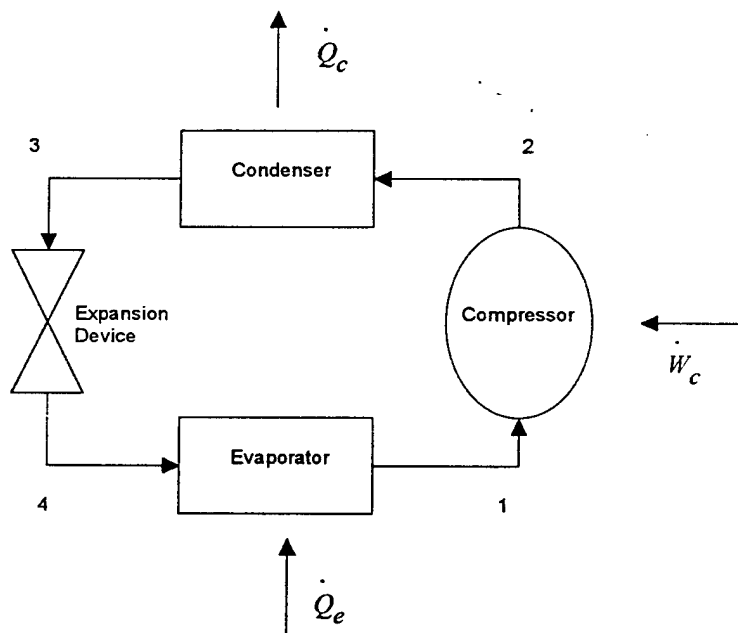 Q̇c
3
2
Condenser
Expansion
Device
Compressor
Ẇc
Evaporator
4
1
Q̇e